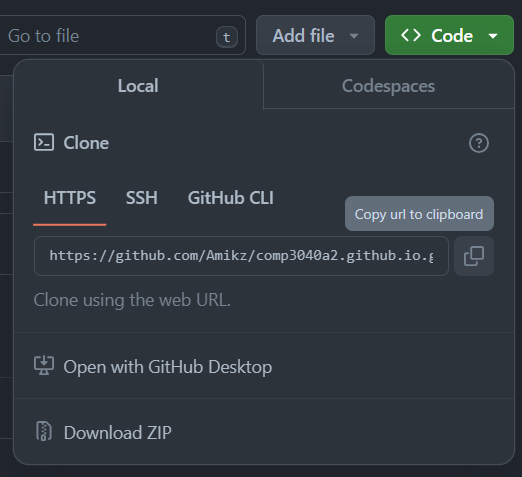 Go to file t Add file Code
Local Codespaces
Clone
HTTPS SSH GitHub CLI
Copy url to clipboard
https://github.com/Amikz/comp3040a2.github.io.g
Clone using the web URL.
Open with GitHub Desktop
Download ZIP